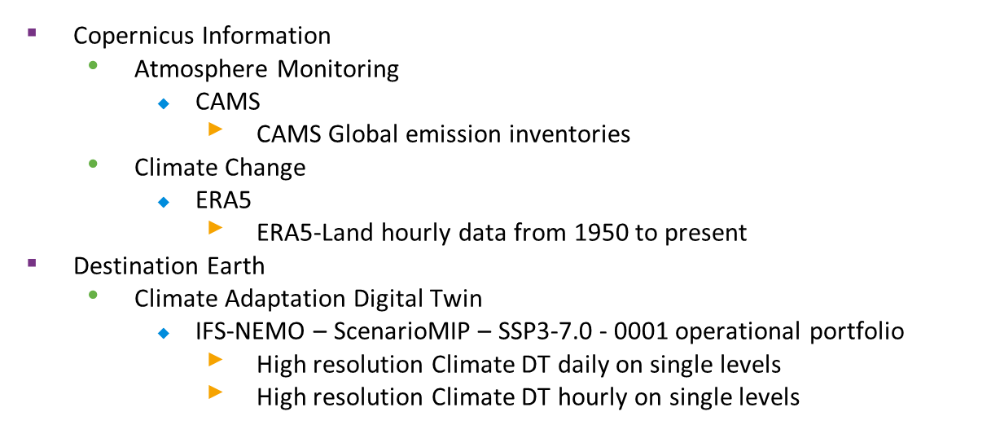 Copernicus Information
Atmosphere Monitoring
CAMS
CAMS Global emission inventories
Climate Change
ERA5
ERA5-Land hourly data from 1950 to present
Destination Earth
Climate Adaptation Digital Twin
IFS-NEMO – ScenarioMIP – SSP3-7.0 - 0001 operational portfolio
High resolution Climate DT daily on single levels
High resolution Climate DT hourly on single levels